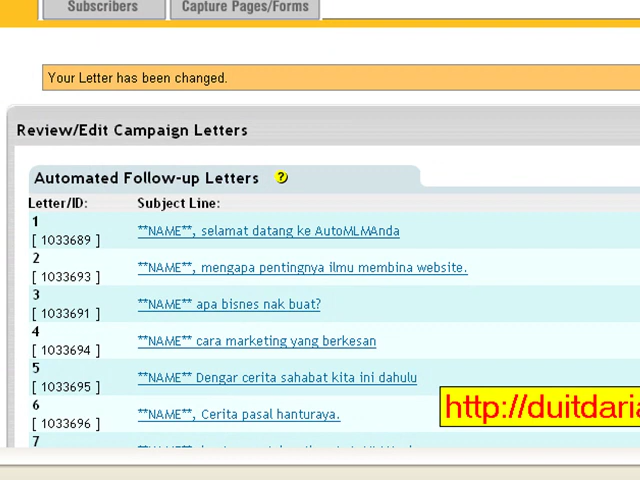 Subscribers Capture Pages/Forms
Your Letter has been changed.
Review/Edit Campaign Letters
Automated Follow-up Letters ?
Letter/ID: Subject Line:
1
[ 1033689 ] **NAME**, selamat datang ke AutoMLMAnda
2
[ 1033693 ] **NAME**, mengapa pentingnya ilmu membina website.
3
[ 1033691 ] **NAME** apa bisnes nak buat?
4
[ 1033694 ] **NAME** cara marketing yang berkesan
5
[ 1033695 ] **NAME** Dengar cerita sahabat kita ini dahulu
6
[ 1033696 ] **NAME**, Cerita pasal hanturaya.
http://duitdaria
7